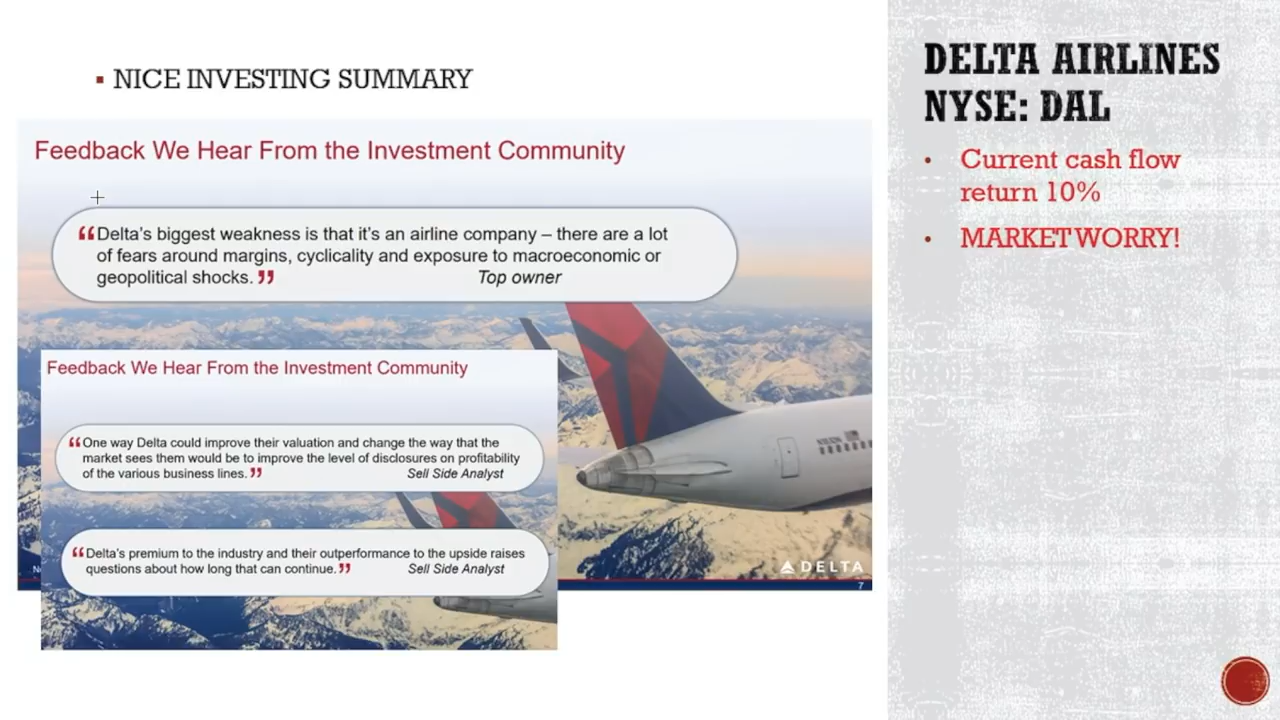 NICE INVESTING SUMMARY
Feedback We Hear From the Investment Community
“Delta’s biggest weakness is that it’s an airline company – there are a lot
of fears around margins, cyclicality and exposure to macroeconomic or
geopolitical shocks.” Top owner
Feedback We Hear From the Investment Community
“One way Delta could improve their valuation and change the way that the
market sees them would be to improve the level of disclosures on profitability
of the various business lines.” Sell Side Analyst
“Delta’s premium to the industry and their outperformance to the upside raises
questions about how long that can continue.” Sell Side Analyst
DELTA
7
DELTA AIRLINES
NYSE: DAL
Current cash flow
return 10%
MARKET WORRY!